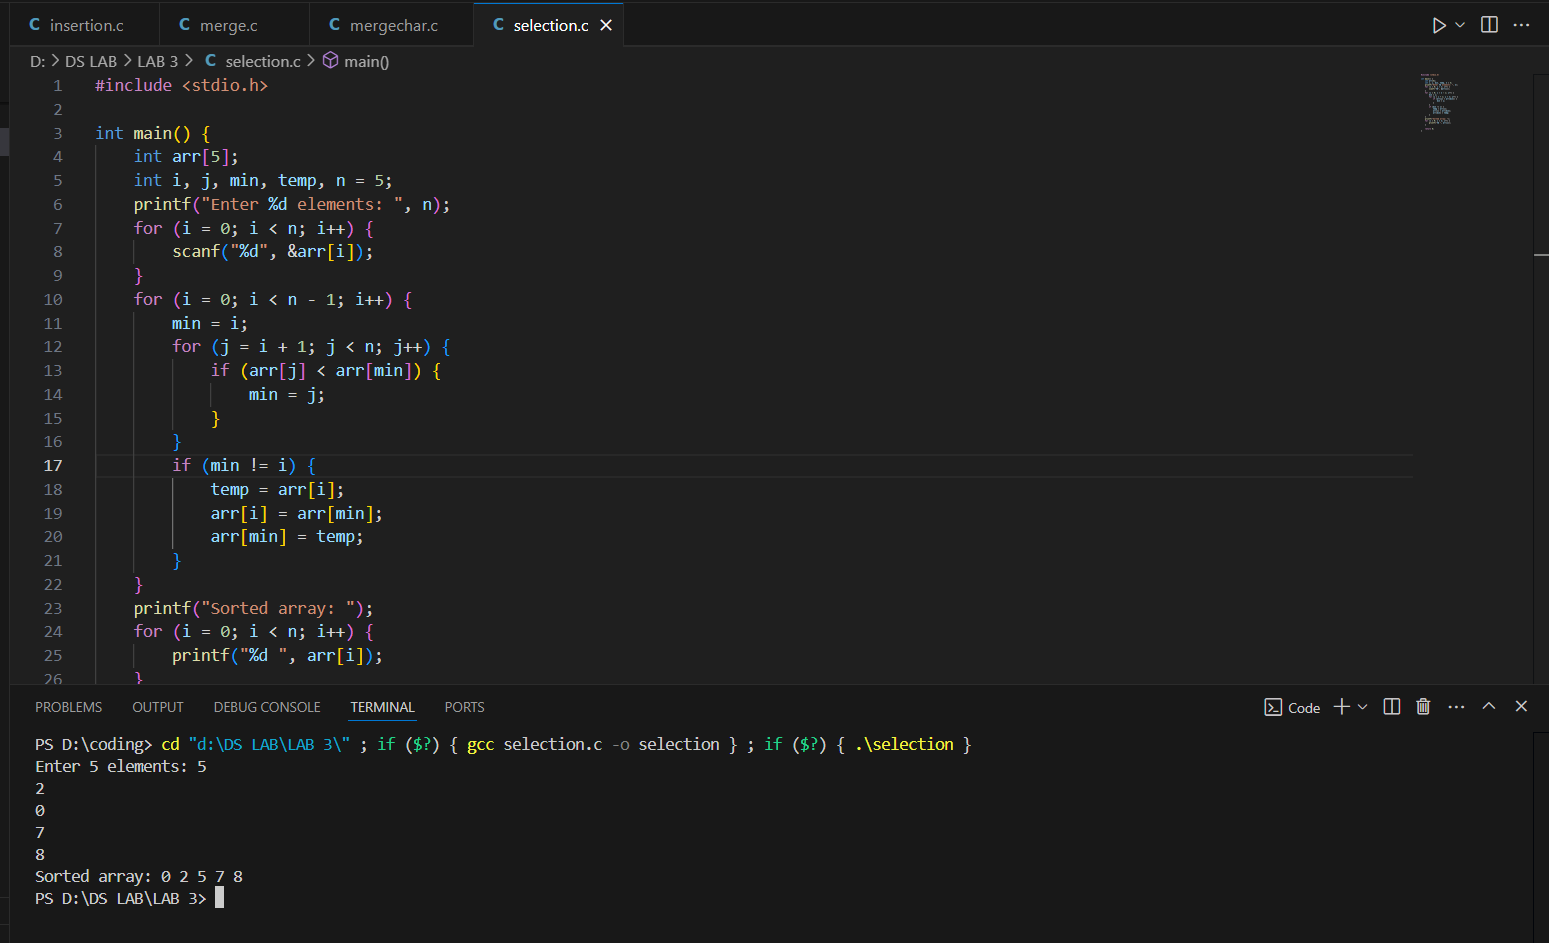 C insertion.c C merge.c C mergechar.c C selection.c
D: > DS LAB > LAB 3 > C selection.c > main()
1 #include <stdio.h>
2
3 int main() {
4 int arr[5];
5 int i, j, min, temp, n = 5;
6 printf("Enter %d elements: ", n);
7 for (i = 0; i < n; i++) {
8 scanf("%d", &arr[i]);
9 }
10 for (i = 0; i < n - 1; i++) {
11 min = i;
12 for (j = i + 1; j < n; j++) {
13 if (arr[j] < arr[min]) {
14 min = j;
15 }
16 }
17 if (min != i) {
18 temp = arr[i];
19 arr[i] = arr[min];
20 arr[min] = temp;
21 }
22 }
23 printf("Sorted array: ");
24 for (i = 0; i < n; i++) {
25 printf("%d ", arr[i]);
26 }
PROBLEMS OUTPUT DEBUG CONSOLE TERMINAL PORTS Code
PS D:\coding> cd "d:\DS LAB\LAB 3\" ; if ($?) { gcc selection.c -o selection } ; if ($?) { .\selection }
Enter 5 elements: 5
2
0
7
8
Sorted array: 0 2 5 7 8
PS D:\DS LAB\LAB 3>